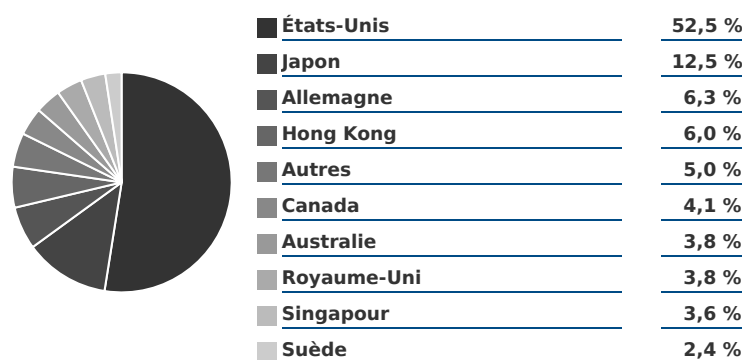 États-Unis 52,5 %
Japon 12,5 %
Allemagne 6,3 %
Hong Kong 6,0 %
Autres 5,0 %
Canada 4,1 %
Australie 3,8 %
Royaume-Uni 3,8 %
Singapour 3,6 %
Suède 2,4 %